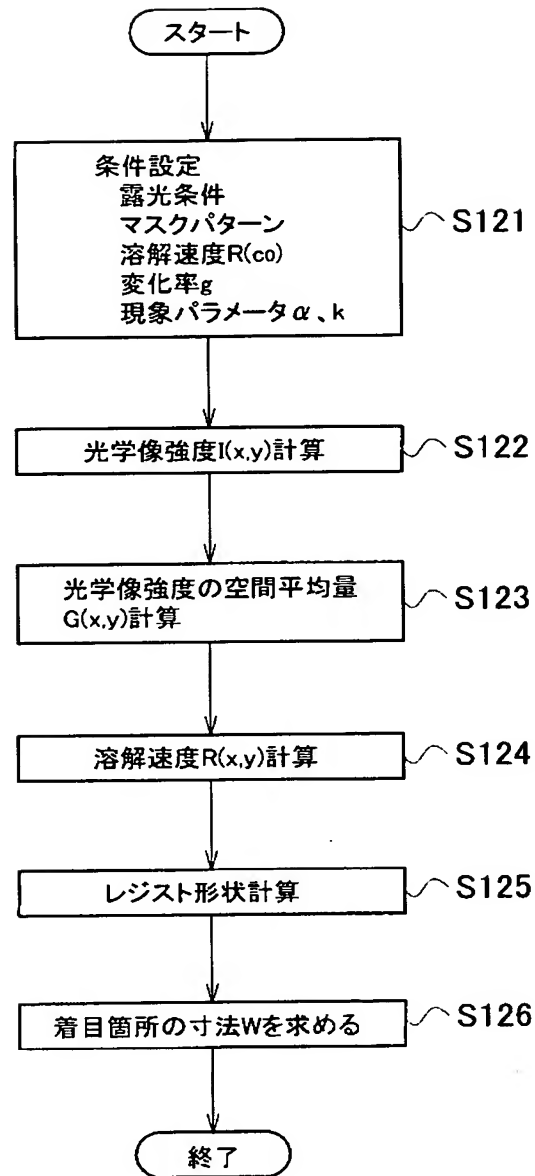 スタート
条件設定
露光条件
マスクパターン
溶解速度R(co)
変化率g
現象パラメータα、k
S121
光学像強度I(x,y)計算
S122
光学像強度の空間平均量
G(x,y)計算
S123
溶解速度R(x,y)計算
S124
レジスト形状計算
S125
着目箇所の寸法Wを求める
S126
終了